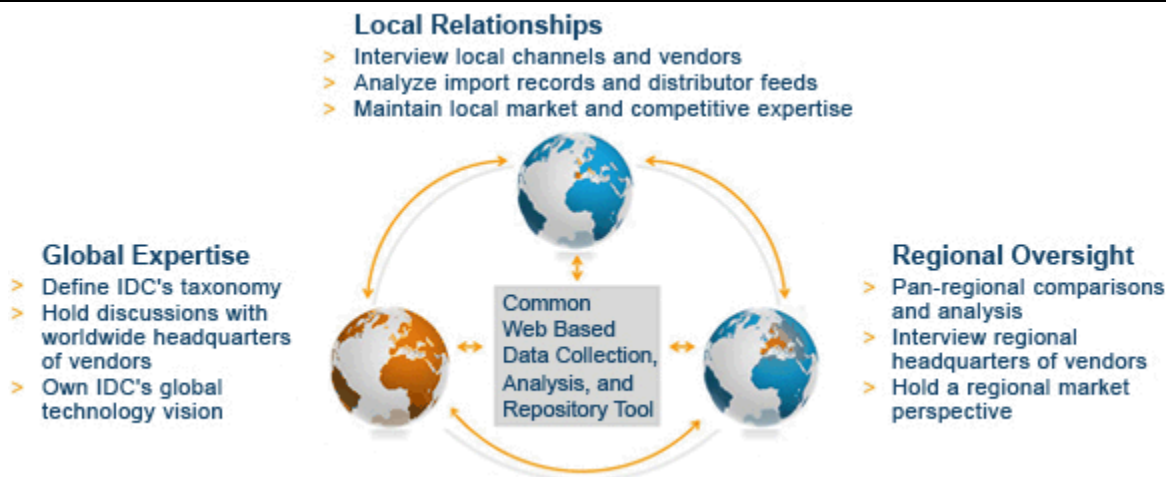 Local Relationships
> Interview local channels and vendors
> Analyze import records and distributor feeds
> Maintain local market and competitive expertise
Global Expertise
> Define IDC's taxonomy
> Hold discussions with
worldwide headquarters
of vendors
> Own IDC's global
technology vision
Common
Web Based
Data Collection,
Analysis, and
Repository Tool
Regional Oversight
> Pan-regional comparisons
and analysis
> Interview regional
headquarters of vendors
> Hold a regional market
perspective